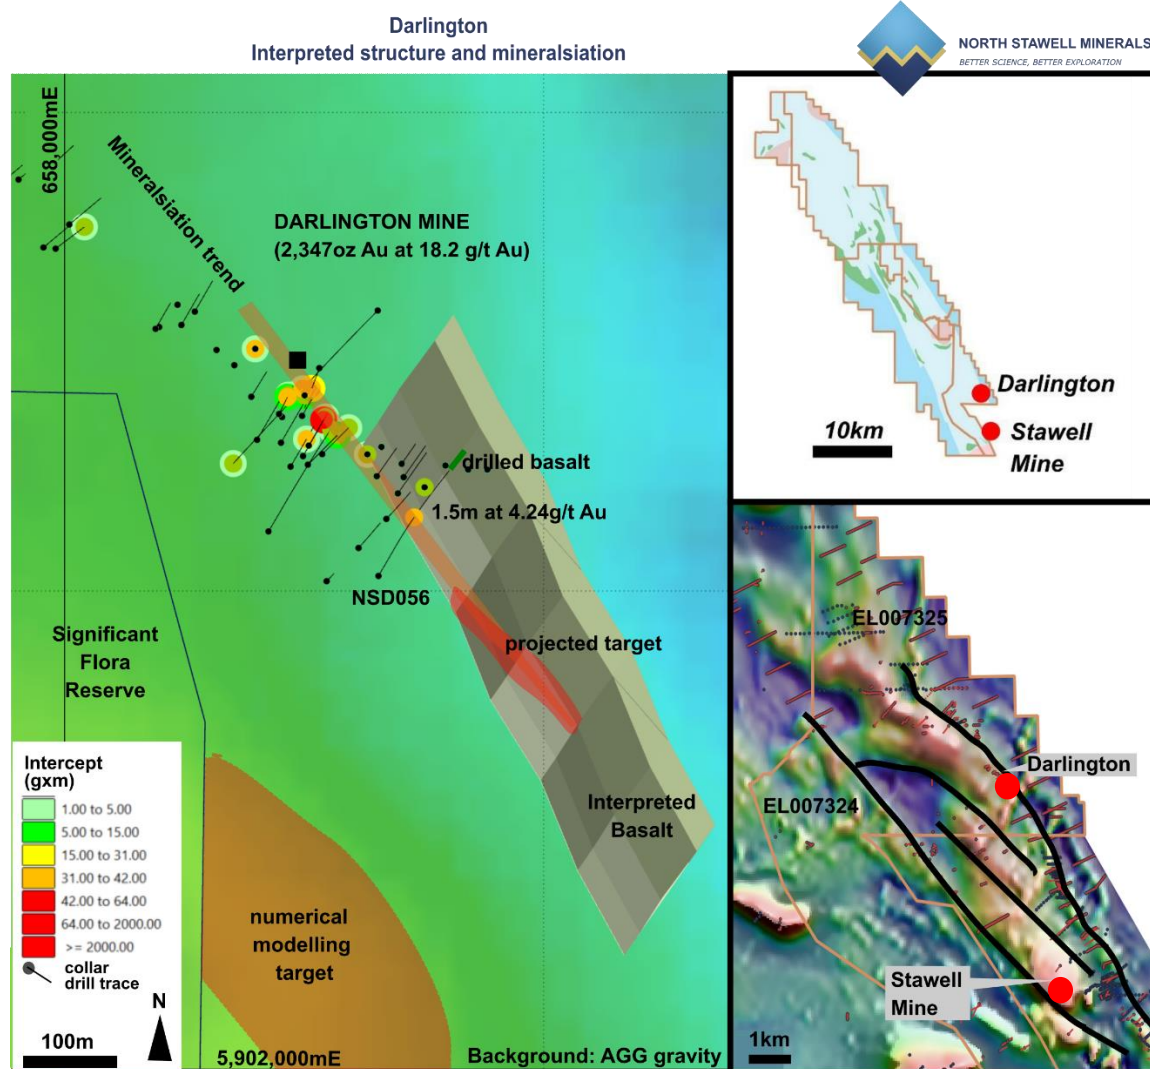 Darlington
Interpreted structure and mineralsiation
NORTH STAWELL MINERALS
BETTER SCIENCE, BETTER EXPLORATION
658,000mE
Mineralsiation trend
DARLINGTON MINE
(2,347oz Au at 18.2 g/t Au)
drilled basalt
1.5m at 4.24g/t Au
NSD056
projected target
Significant
Flora
Reserve
Interpreted
Basalt
numerical
modelling
target
Intercept
(gxm)
1.00 to 5.00
5.00 to 15.00
15.00 to 31.00
31.00 to 42.00
42.00 to 64.00
64.00 to 2000.00
>= 2000.00
collar
drill trace
N
100m
5,902,000mE
Background: AGG gravity
Darlington
Stawell
Mine
10km
EL007325
Darlington
EL007324
Stawell
Mine
1km